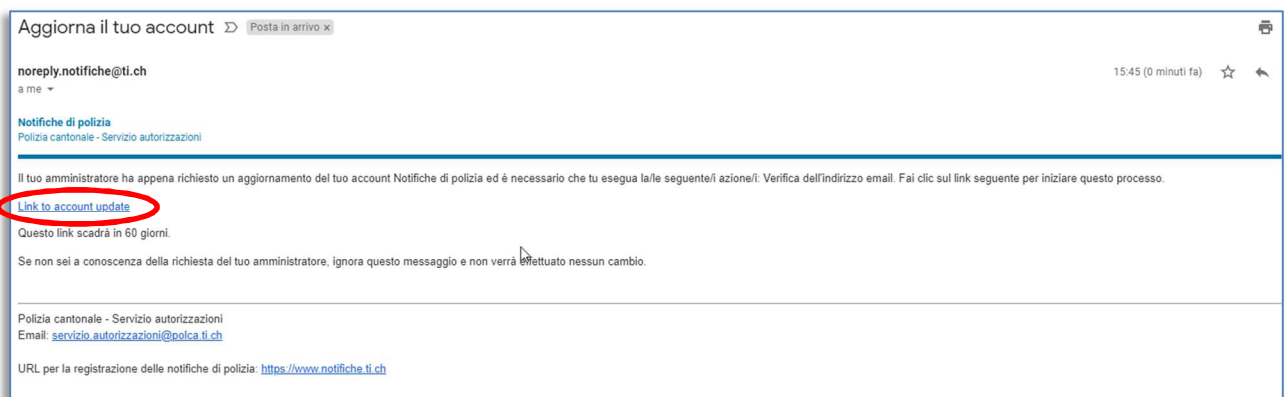 Aggiorna il tuo account Posta in arrivo x
noreply.notifiche@ti.ch 15:45 (0 minuti fa)
a me
Notifiche di polizia
Polizia cantonale - Servizio autorizzazioni
Il tuo amministratore ha appena richiesto un aggiornamento del tuo account Notifiche di polizia ed è necessario che tu esegua la/le seguente/i azione/i: Verifica dell'indirizzo email. Fai clic sul link seguente per iniziare questo processo.
Link to account update
Questo link scadrà in 60 giorni.
Se non sei a conoscenza della richiesta del tuo amministratore, ignora questo messaggio e non verrà effettuato nessun cambio.
Polizia cantonale - Servizio autorizzazioni
Email: servizio.autorizzazioni@polca.ti.ch
URL per la registrazione delle notifiche di polizia: https://www.notifiche.ti.ch